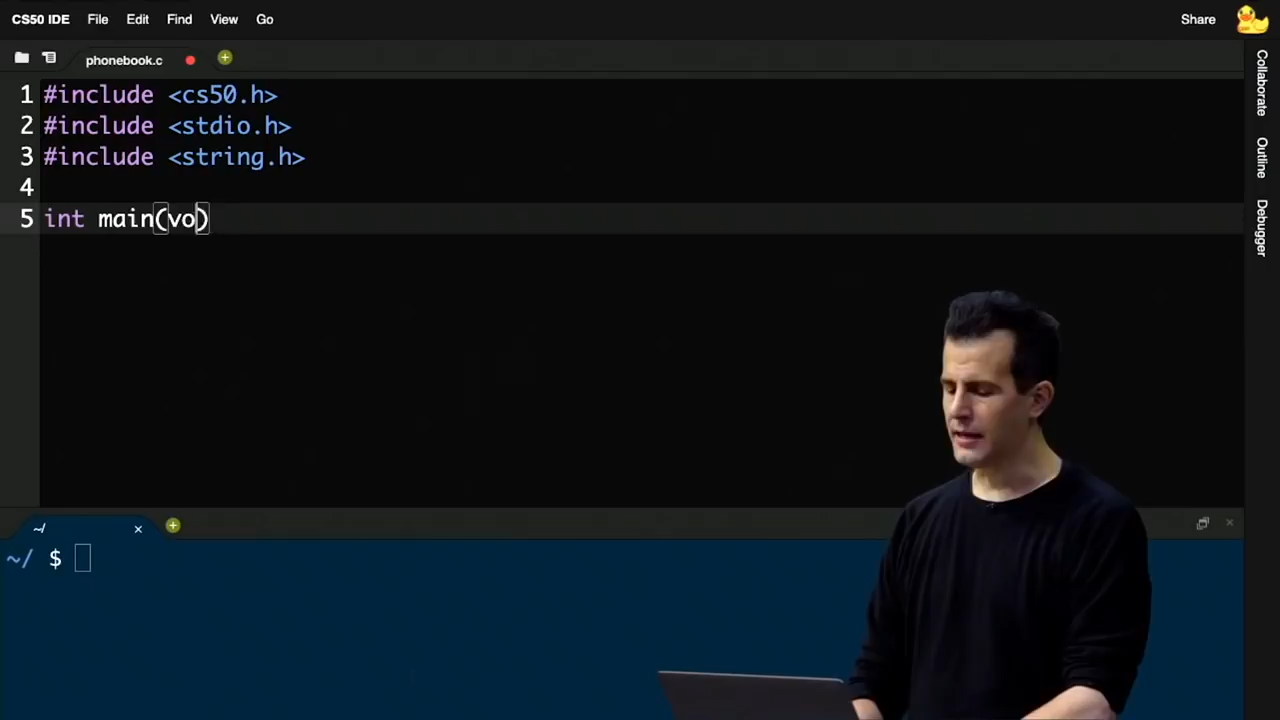 CS50 IDE File Edit Find View Go Share
phonebook.c
1 #include <cs50.h>
2 #include <stdio.h>
3 #include <string.h>
4
5 int main(vo)
~/
~/ $
Collaborate
Outline
Debugger